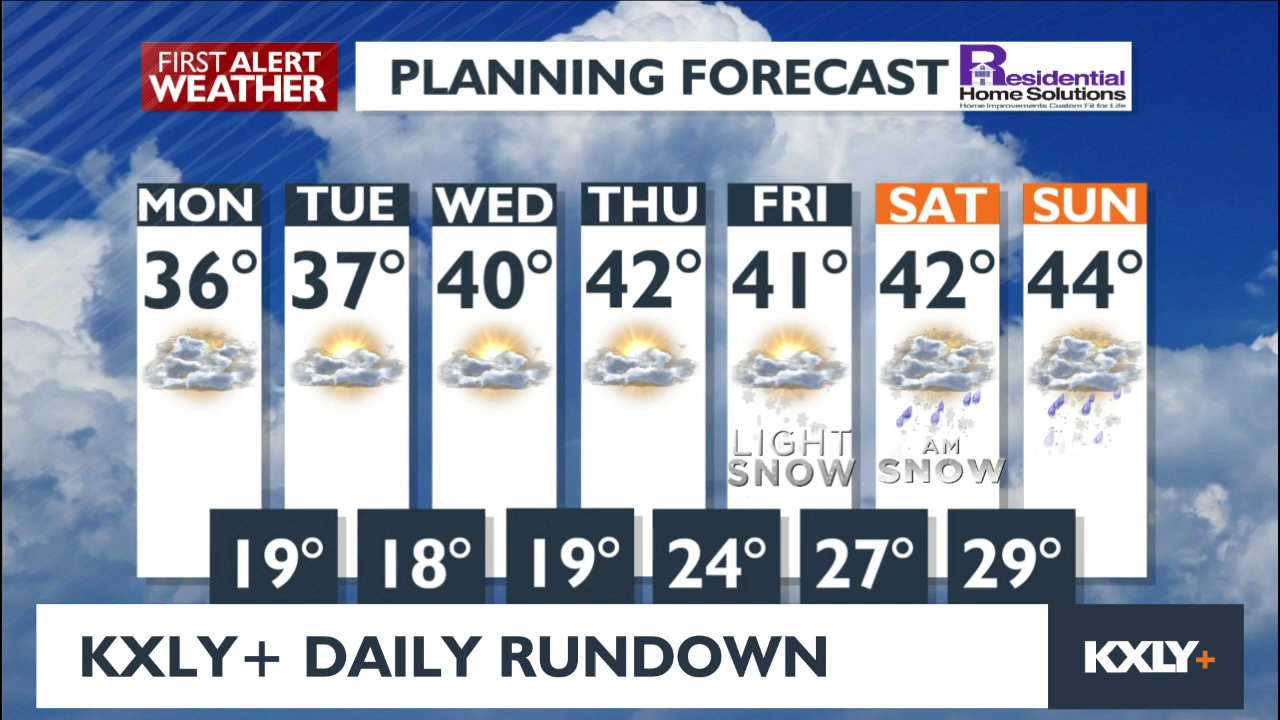 FIRST ALERT
WEATHER
PLANNING FORECAST
Residential
Home Solutions
Home Improvements Custom Fit for Life
MON TUE WED THU FRI SAT SUN
36° 37° 40° 42° 41° 42° 44°
LIGHT
SNOW
AM
SNOW
19° 18° 19° 24° 27° 29°
KXLY+ DAILY RUNDOWN
KXLY+